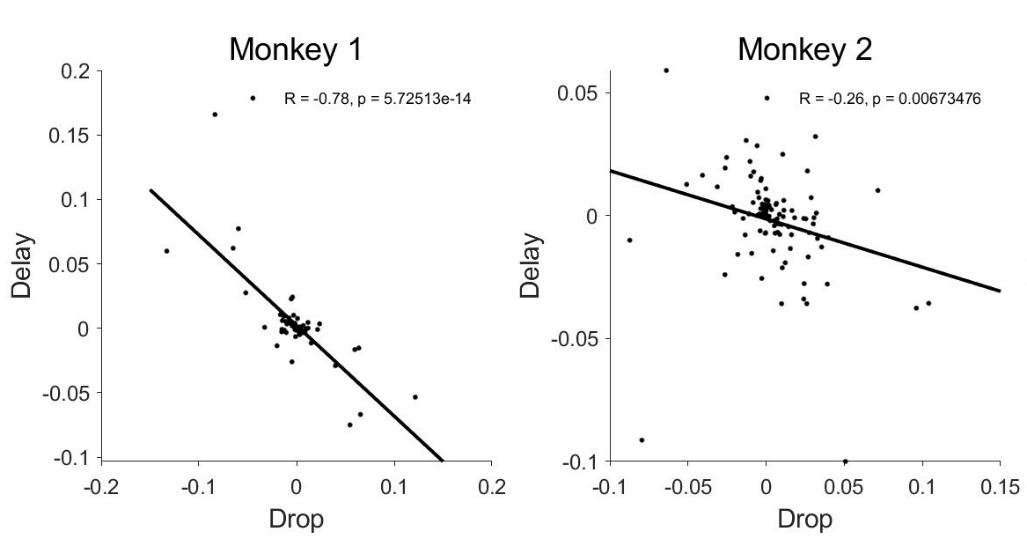 Monkey 1
R = -0.78, p = 5.72513e-14
0.2
0.15
0.1
0.05
0
-0.05
-0.1
Delay
-0.2
-0.1
0
0.1
0.2
Drop
Monkey 2
R = -0.26, p = 0.00673476
0.05
0
-0.05
-0.1
Delay
-0.1
-0.05
0
0.05
0.1
0.15
Drop